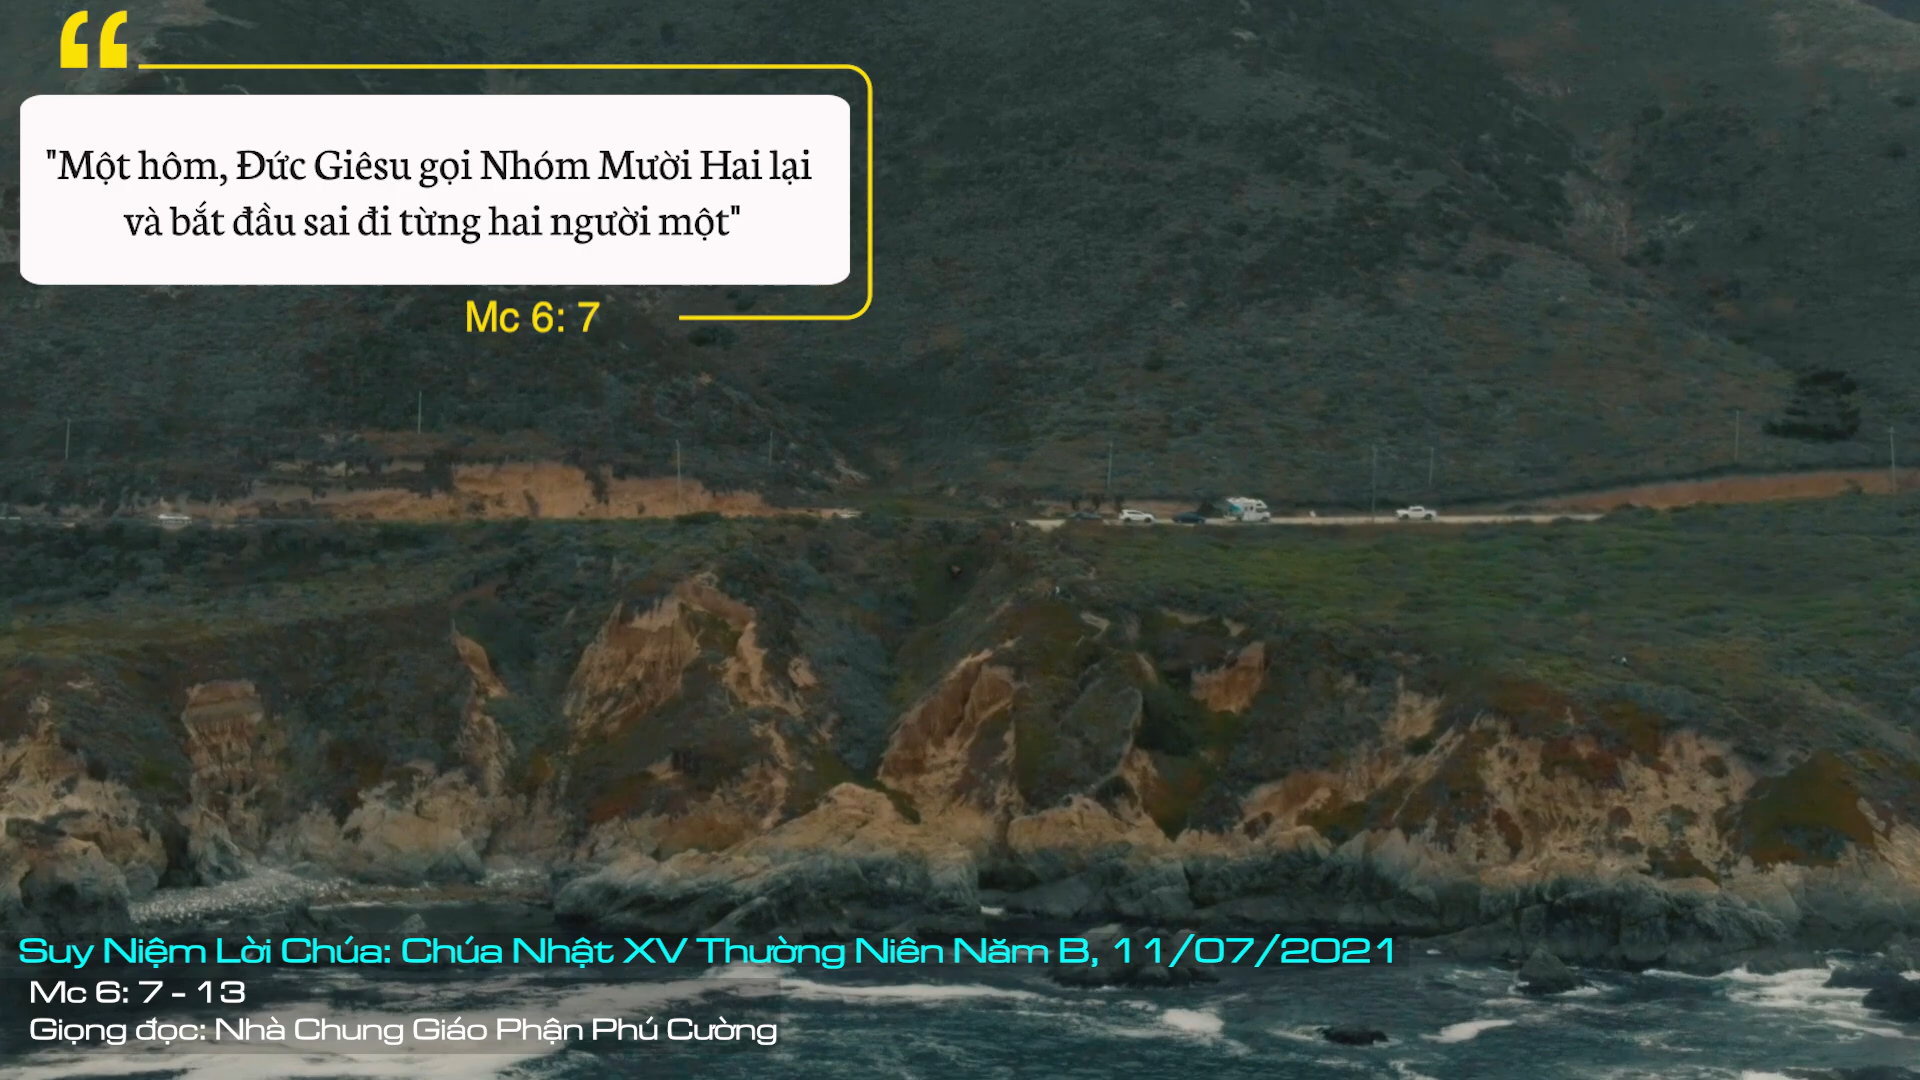 "Một hôm, Đức Giêsu gọi Nhóm Mười Hai lại
và bắt đầu sai đi từng hai người một"
Mc 6: 7
Suy Niệm Lời Chúa: Chúa Nhật XV Thường Niên Năm B, 11/07/2021
Mc 6: 7 - 13
Giọng đọc: Nhà Chung Giáo Phận Phú Cường